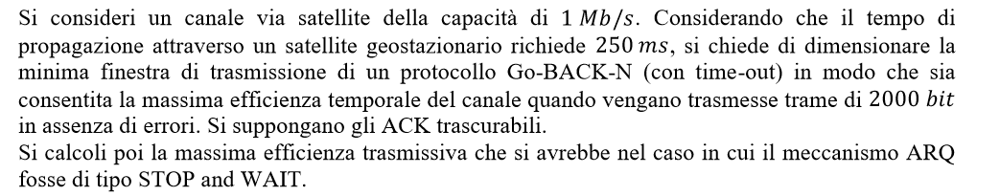 Si consideri un canale via satellite della capacità di 1 Mb/s. Considerando che il tempo di
propagazione attraverso un satellite geostazionario richiede 250 ms, si chiede di dimensionare la
minima finestra di trasmissione di un protocollo Go-BACK-N (con time-out) in modo che sia
consentita la massima efficienza temporale del canale quando vengano trasmesse trame di 2000 bit
in assenza di errori. Si suppongano gli ACK trascurabili.
Si calcoli poi la massima efficienza trasmissiva che si avrebbe nel caso in cui il meccanismo ARQ
fosse di tipo STOP and WAIT.